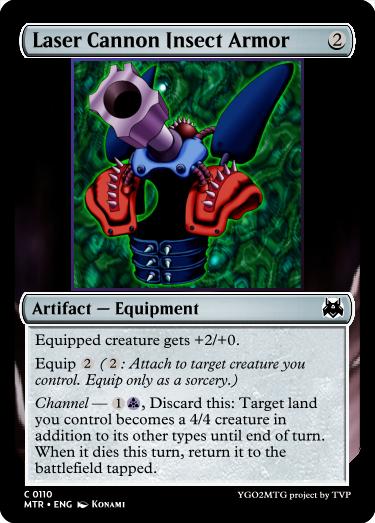 Laser Cannon Insect Armor 2
Artifact — Equipment
Equipped creature gets +2/+0.
Equip 2 (2: Attach to target creature you
control. Equip only as a sorcery.)
Channel — 1, Discard this: Target land
you control becomes a 4/4 creature in
addition to its other types until end of turn.
When it dies this turn, return it to the
battlefield tapped.
C 0110
MTR • ENG Konami
YGO2MTG project by TVP